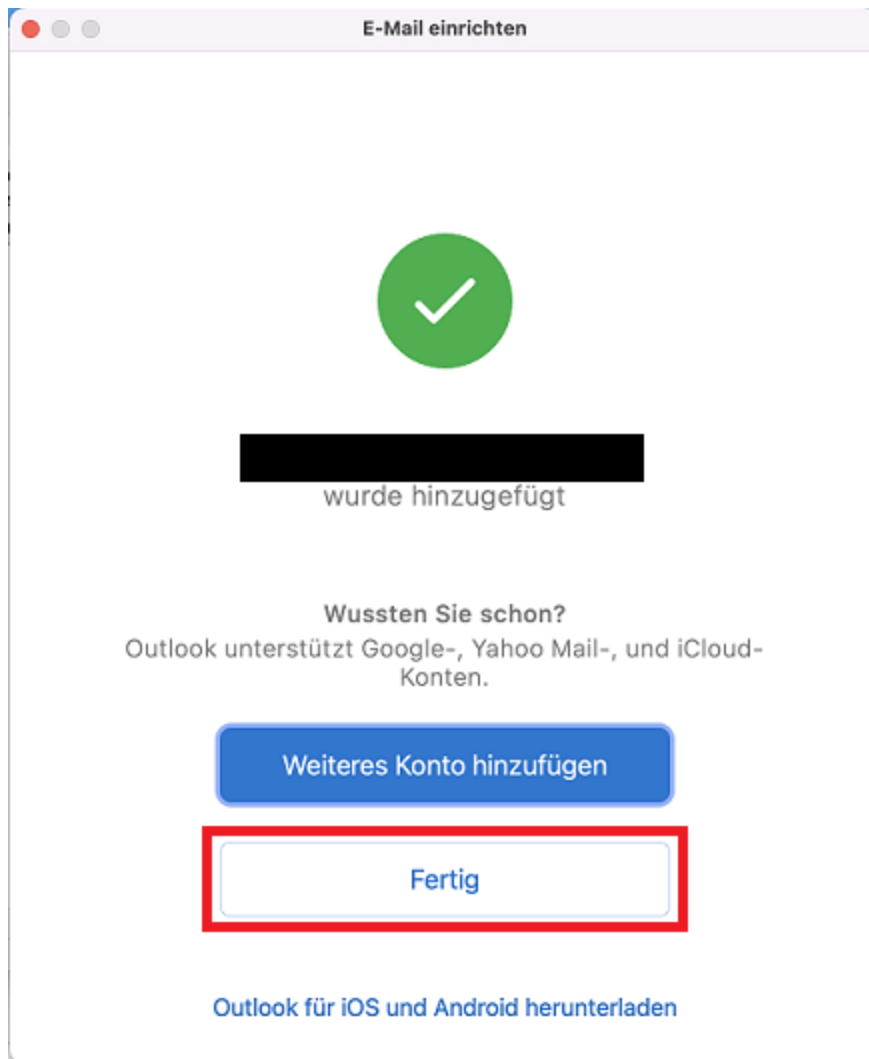 E-Mail einrichten
wurde hinzugefügt
Wussten Sie schon?
Outlook unterstützt Google-, Yahoo Mail-, und iCloud-
Konten.
Weiteres Konto hinzufügen
Fertig
Outlook für iOS und Android herunterladen